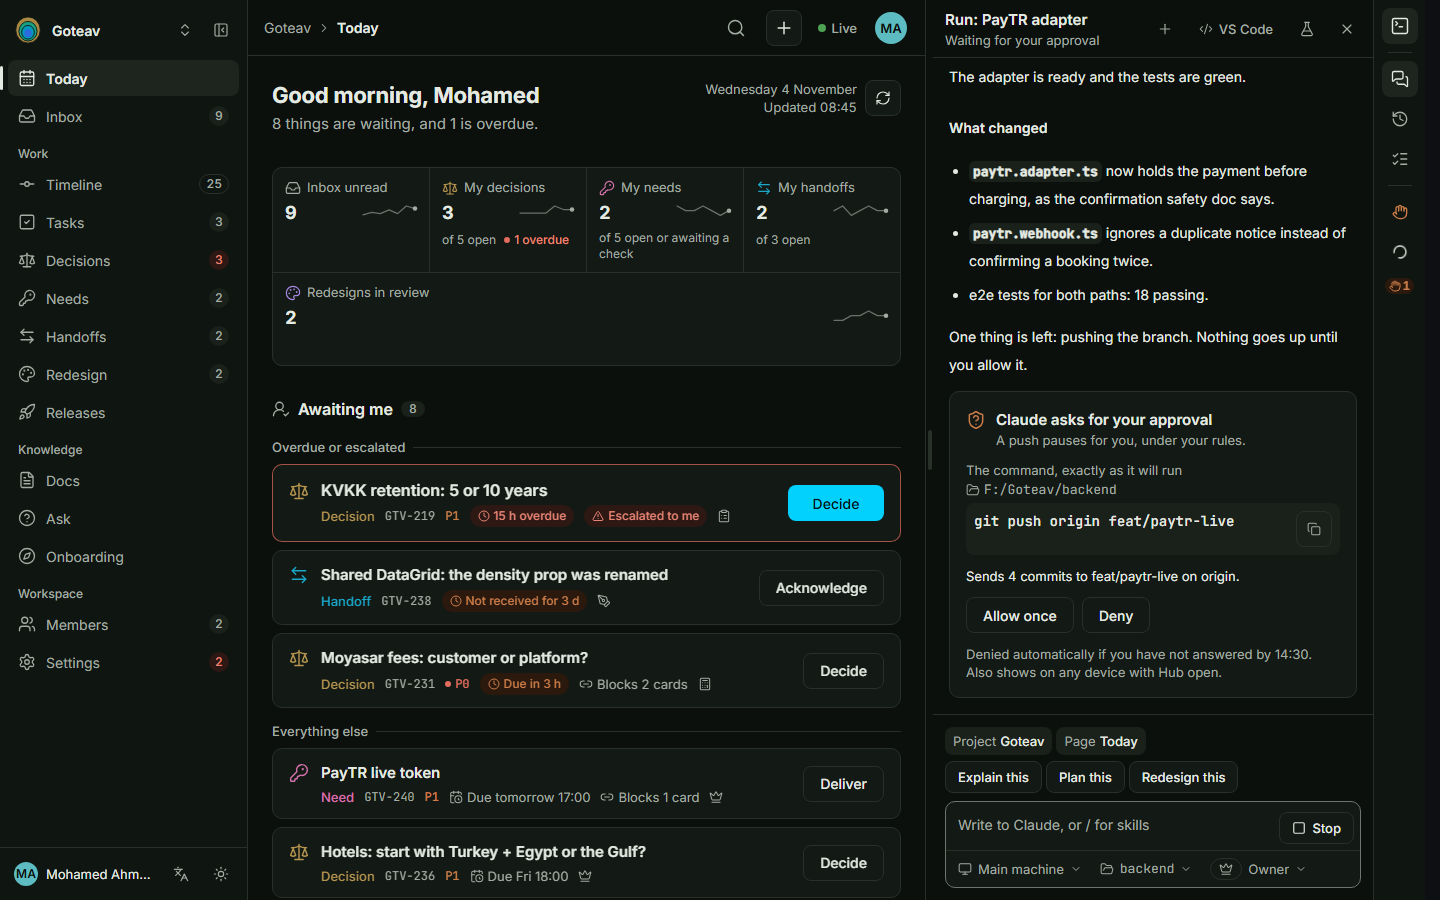 Goteav
Today
Inbox 9
Work
Timeline 25
Tasks 3
Decisions 3
Needs 2
Handoffs 2
Redesign 2
Releases
Knowledge
Docs
Ask
Onboarding
Workspace
Members 2
Settings 2
MA Mohamed Ahm...
Goteav > Today
Live
MA
Good morning, Mohamed
8 things are waiting, and 1 is overdue.
Wednesday 4 November
Updated 08:45
Inbox unread
9
My decisions
3
of 5 open 1 overdue
My needs
2
of 5 open or awaiting a
check
My handoffs
2
of 3 open
Redesigns in review
2
Awaiting me 8
Overdue or escalated
KVKK retention: 5 or 10 years
Decision GTV-219 P1 15 h overdue Escalated to me
Decide
Shared DataGrid: the density prop was renamed
Handoff GTV-238 Not received for 3 d
Acknowledge
Moyasar fees: customer or platform?
Decision GTV-231 P0 Due in 3 h Blocks 2 cards
Decide
Everything else
PayTR live token
Need GTV-240 P1 Due tomorrow 17:00 Blocks 1 card
Deliver
Hotels: start with Turkey + Egypt or the Gulf?
Decision GTV-236 P1 Due Fri 18:00
Decide
Run: PayTR adapter
Waiting for your approval
VS Code
The adapter is ready and the tests are green.
What changed
• paytr.adapter.ts now holds the payment before
charging, as the confirmation safety doc says.
• paytr.webhook.ts ignores a duplicate notice instead of
confirming a booking twice.
• e2e tests for both paths: 18 passing.
One thing is left: pushing the branch. Nothing goes up until
you allow it.
Claude asks for your approval
A push pauses for you, under your rules.
The command, exactly as it will run
F:/Goteav/backend
git push origin feat/paytr-live
Sends 4 commits to feat/paytr-live on origin.
Allow once
Deny
Denied automatically if you have not answered by 14:30.
Also shows on any device with Hub open.
Project Goteav
Page Today
Explain this
Plan this
Redesign this
Write to Claude, or / for skills
Stop
Main machine
backend
Owner
1